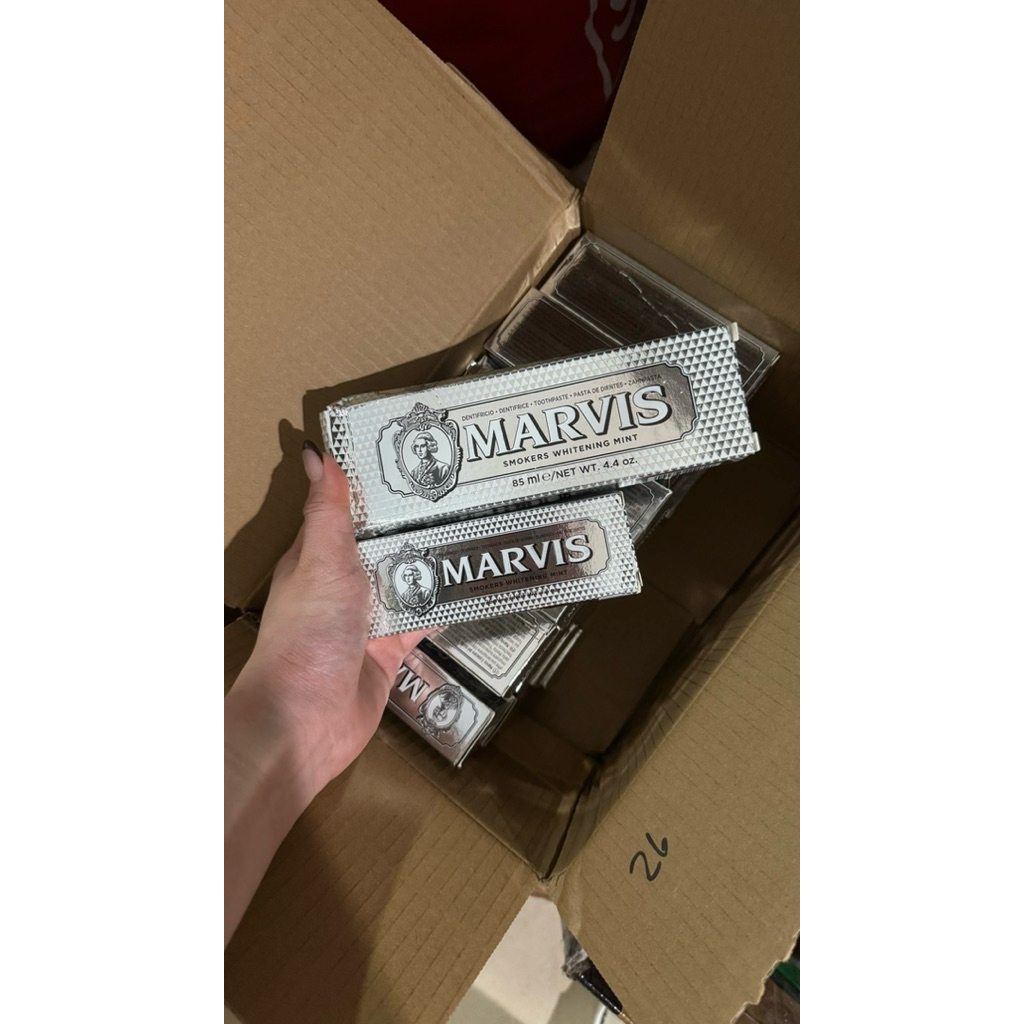 DENTIFRICIO • DENTIFRICE • TOOTHPASTE • PASTA DE DIENTES • ZAHNPASTA
MARVIS
SMOKERS WHITENING MINT
85 ml ℮/NET WT. 4.4 oz.
MARVIS
SMOKERS WHITENING MINT
MA
26